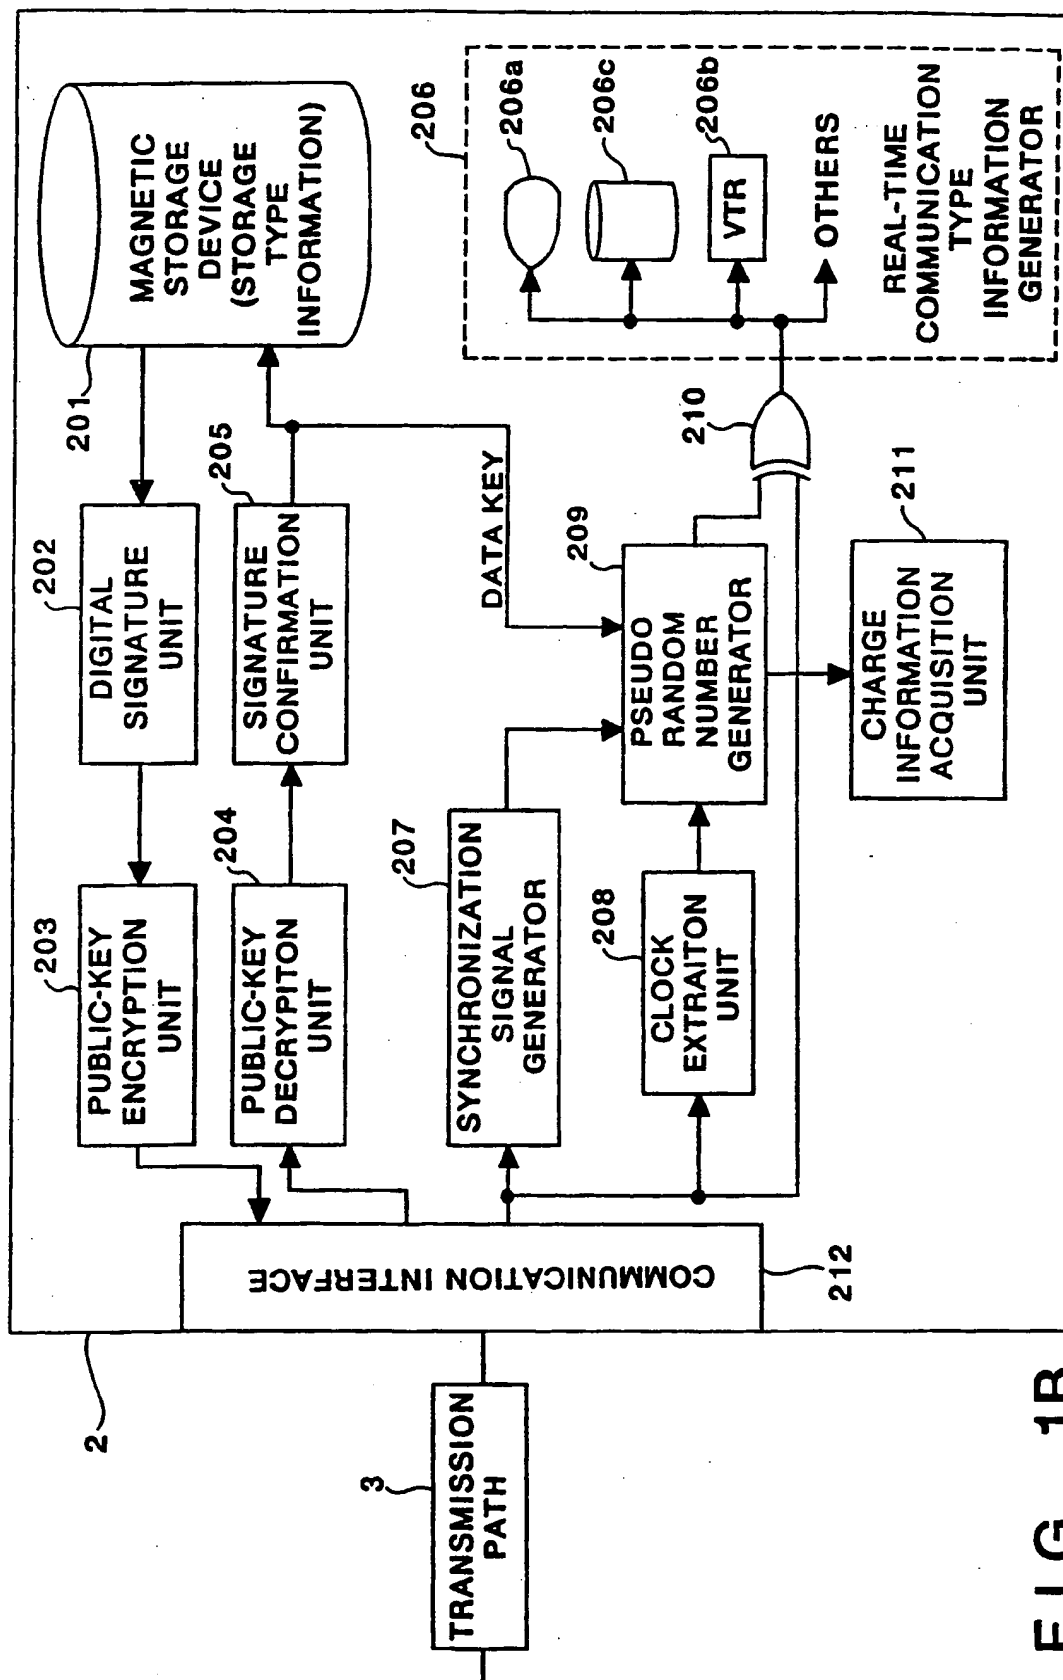 MAGNETIC
STORAGE
DEVICE
(STORAGE
TYPE
INFORMATION)
201
202
DIGITAL
SIGNATURE
UNIT
203
PUBLIC-KEY
ENCRYPTION
UNIT
205
SIGNATURE
CONFIRMATION
UNIT
204
PUBLIC-KEY
DECRYPITON
UNIT
206
206a
206c
206b
VTR
OTHERS
REAL-TIME
COMMUNICATION
TYPE
INFORMATION
GENERATOR
DATA KEY
207
SYNCHRONIZATION
SIGNAL
GENERATOR
208
CLOCK
EXTRAITON
UNIT
209
PSEUDO
RANDOM
NUMBER
GENERATOR
210
211
CHARGE
INFORMATION
ACQUISITION
UNIT
COMMUNICATION INTERFACE
212
2
3
TRANSMISSION
PATH
FIG. 1B